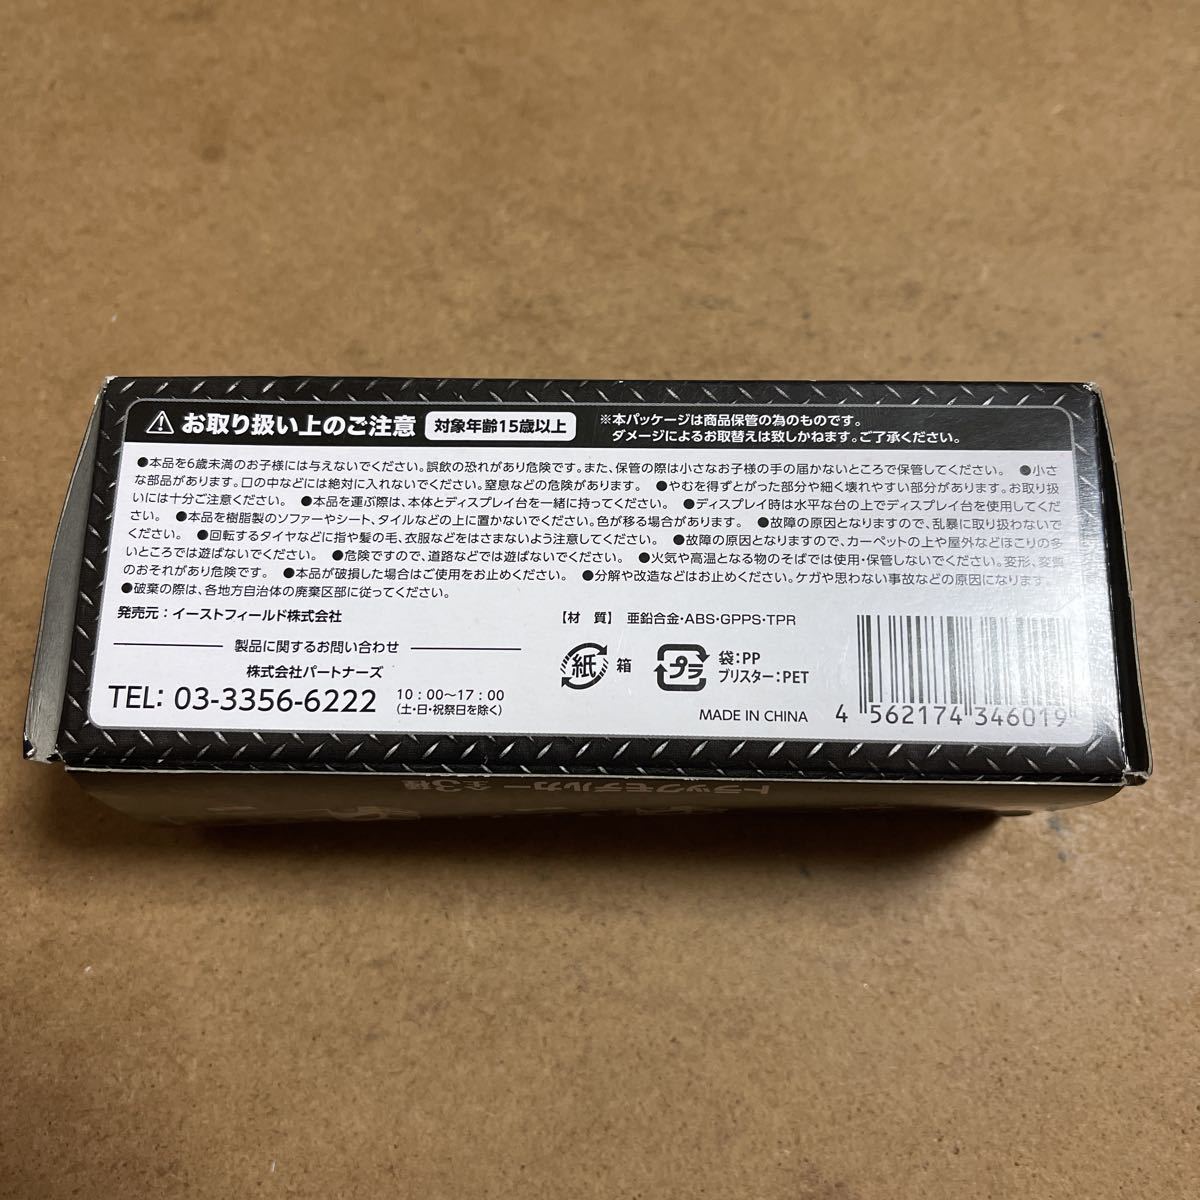 お取り扱い上のご注意 対象年齢15歳以上
※本パッケージは商品保管の為のものです。
ダメージによるお取替えは致しかねます。ご了承ください。
●本品を6歳未満のお子様には与えないでください。誤飲の恐れがあり危険です。また、保管の際は小さなお子様の手の届かないところで保管してください。 ●小さ
な部品があります。口の中などには絶対に入れないでください。窒息などの危険があります。 ●やむを得ずとがった部分や細く壊れやすい部分があります。お取り扱
いには十分ご注意ください。 ●本品を運ぶ際は、本体とディスプレイ台を一緒に持ってください。 ●ディスプレイ時は水平な台の上でディスプレイ台を使用してくだ
さい。 ●本品を樹脂製のソファーやシート、タイルなどの上に置かないでください。色が移る場合があります。 ●故障の原因となりますので、乱暴に取り扱わないで
ください。 ●回転するタイヤなどに指や髪の毛、衣服などをはさまないよう注意してください。 ●故障の原因となりますので、カーペットの上や屋外などほこりの多
いところでは遊ばないでください。 ●危険ですので、道路などでは遊ばないでください。 ●火気や高温となる物のそばでは使用・保管しないでください。変形、変質
のおそれがあり危険です。 ●本品が破損した場合はご使用をお止めください。 ●分解や改造などはお止めください。ケガや思わない事故などの原因になります。
●破棄の際は、各地方自治体の廃棄区部に従ってください。
発売元：イーストフィールド株式会社
製品に関するお問い合わせ
株式会社パートナーズ
TEL: 03-3356-6222 10：00〜17：00
(土・日・祝祭日を除く)
【材 質】 亜鉛合金・ABS・GPPS・TPR
紙 箱
プラ 袋：PP
ブリスター：PET
MADE IN CHINA
4 562174 346019
トラックモデルカー 全3種